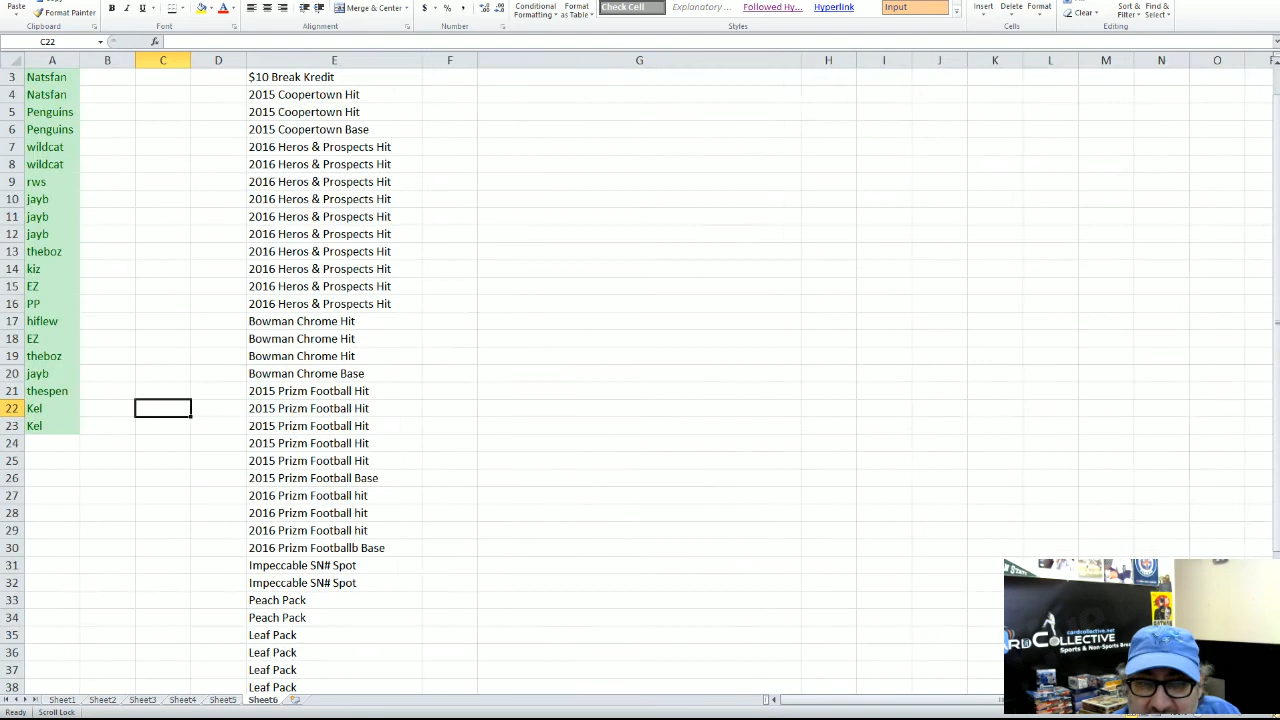 Paste
Format Painter
B I U A
Merge & Center
$ % ,
Conditional Formatting
Format as Table
Check Cell
Explanatory ...
Followed Hy...
Hyperlink
Input
Insert Delete Format
Clear
Sort & Filter
Find & Select
Clipboard Font Alignment Number Styles Cells Editing
C22 fx
A B C D E F G H I J K L M N O
3 Natsfan $10 Break Kredit
4 Natsfan 2015 Coopertown Hit
5 Penguins 2015 Coopertown Hit
6 Penguins 2015 Coopertown Base
7 wildcat 2016 Heros & Prospects Hit
8 wildcat 2016 Heros & Prospects Hit
9 rws 2016 Heros & Prospects Hit
10 jayb 2016 Heros & Prospects Hit
11 jayb 2016 Heros & Prospects Hit
12 jayb 2016 Heros & Prospects Hit
13 theboz 2016 Heros & Prospects Hit
14 kiz 2016 Heros & Prospects Hit
15 EZ 2016 Heros & Prospects Hit
16 PP 2016 Heros & Prospects Hit
17 hiflew Bowman Chrome Hit
18 EZ Bowman Chrome Hit
19 theboz Bowman Chrome Hit
20 jayb Bowman Chrome Base
21 thespen 2015 Prizm Football Hit
22 Kel 2015 Prizm Football Hit
23 Kel 2015 Prizm Football Hit
24 2015 Prizm Football Hit
25 2015 Prizm Football Hit
26 2015 Prizm Football Base
27 2016 Prizm Football hit
28 2016 Prizm Football hit
29 2016 Prizm Football hit
30 2016 Prizm Footballb Base
31 Impeccable SN# Spot
32 Impeccable SN# Spot
33 Peach Pack
34 Peach Pack
35 Leaf Pack
36 Leaf Pack
37 Leaf Pack
38 Leaf Pack
cardcollective.net
ARDCOLLECTIVE
Sports & Non-Sports
Sheet1 Sheet2 Sheet3 Sheet4 Sheet5 Sheet6
Ready Scroll Lock